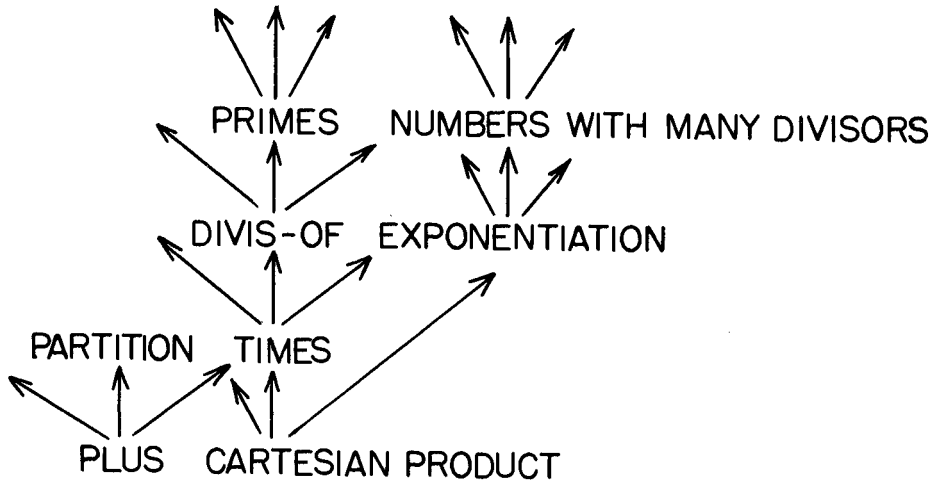 PRIMES NUMBERS WITH MANY DIVISORS
DIVIS-OF EXPONENTIATION
PARTITION TIMES
PLUS CARTESIAN PRODUCT